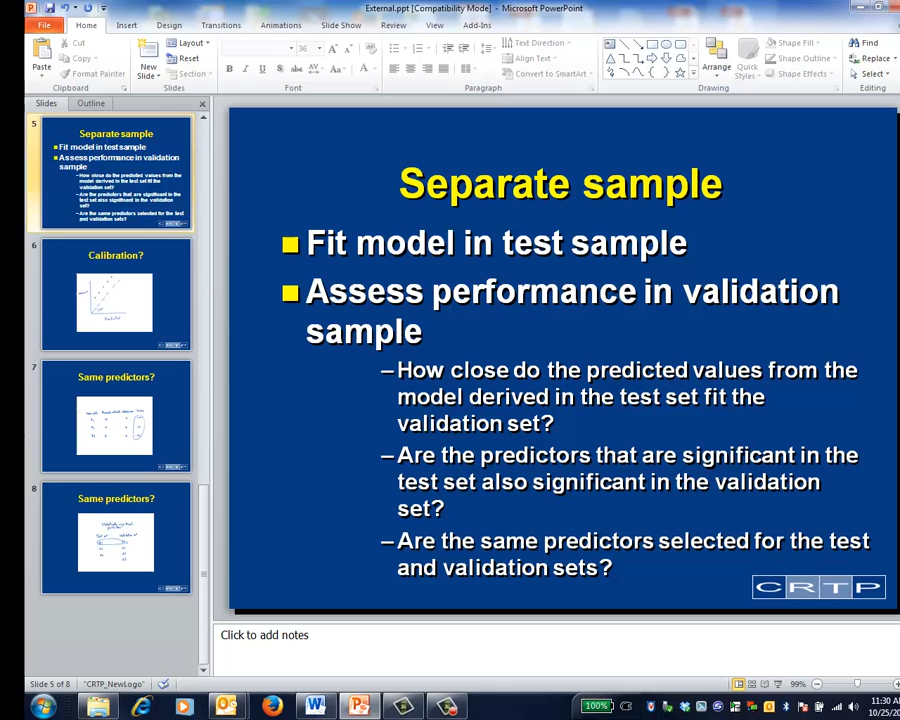 External.ppt [Compatibility Mode] - Microsoft PowerPoint
File Home Insert Design Transitions Animations Slide Show Review View Add-Ins
Paste Cut Copy Format Painter Clipboard
New Slide Layout Reset Section Slides
36 Font
Text Direction Align Text Convert to SmartArt Paragraph
Arrange Quick Styles Shape Fill Shape Outline Shape Effects Drawing
Find Replace Select Editing
Slides Outline
5
Separate sample
Fit model in test sample
Assess performance in validation
sample
–How close do the predicted values from the
model derived in the test set fit the
validation set?
–Are the predictors that are significant in the
test set also significant in the validation
set?
–Are the same predictors selected for the test
and validation sets?
6
Calibration?
7
Same predictors?
8
Same predictors?
Separate sample
Fit model in test sample
Assess performance in validation
sample
–How close do the predicted values from the
model derived in the test set fit the
validation set?
–Are the predictors that are significant in the
test set also significant in the validation
set?
–Are the same predictors selected for the test
and validation sets?
CRTP
Click to add notes
Slide 5 of 8 "CRTP_NewLogo" 99%
100% 11:30 AM